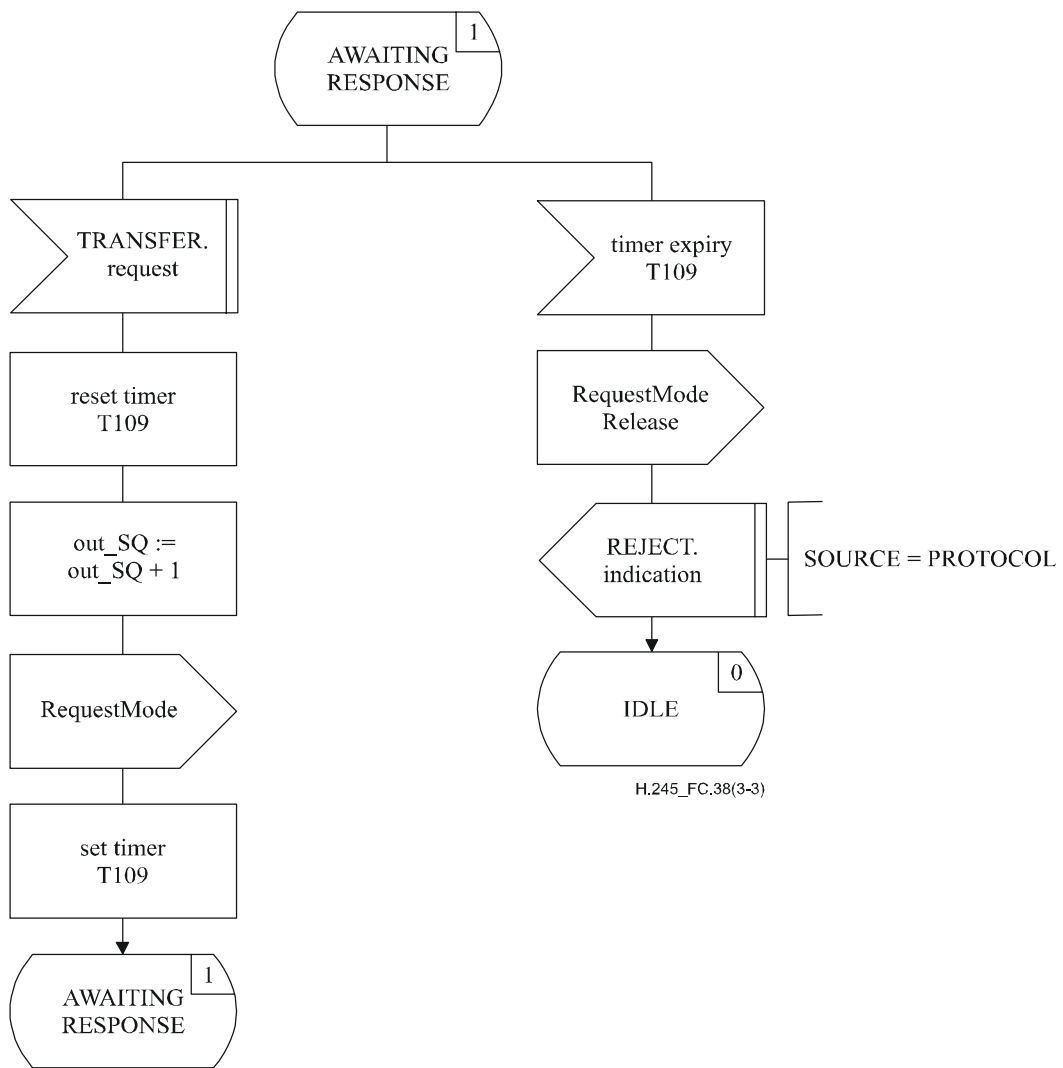 1
AWAITING
RESPONSE
TRANSFER.
request
reset timer
T109
out_SQ :=
out_SQ + 1
RequestMode
set timer
T109
1
AWAITING
RESPONSE
timer expiry
T109
RequestMode
Release
REJECT.
indication
SOURCE = PROTOCOL
0
IDLE
H.245_FC.38(3-3)